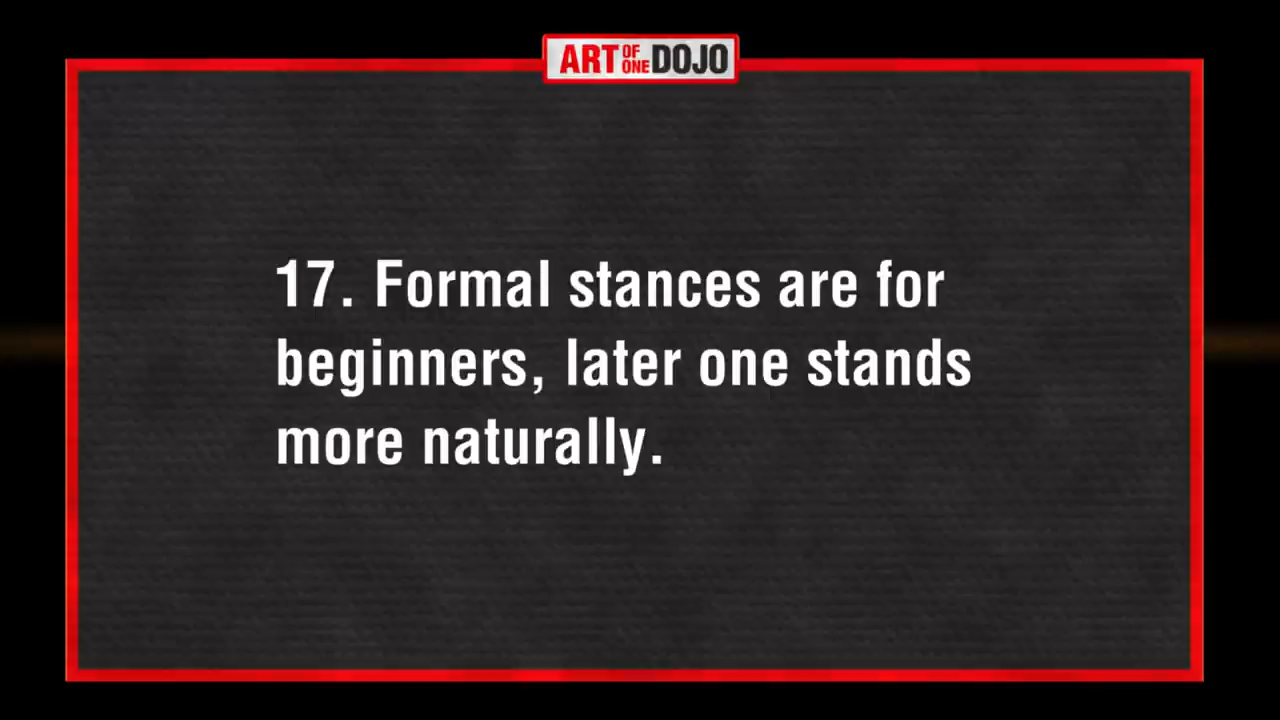 ART OF ONE DOJO
17. Formal stances are for
beginners, later one stands
more naturally.